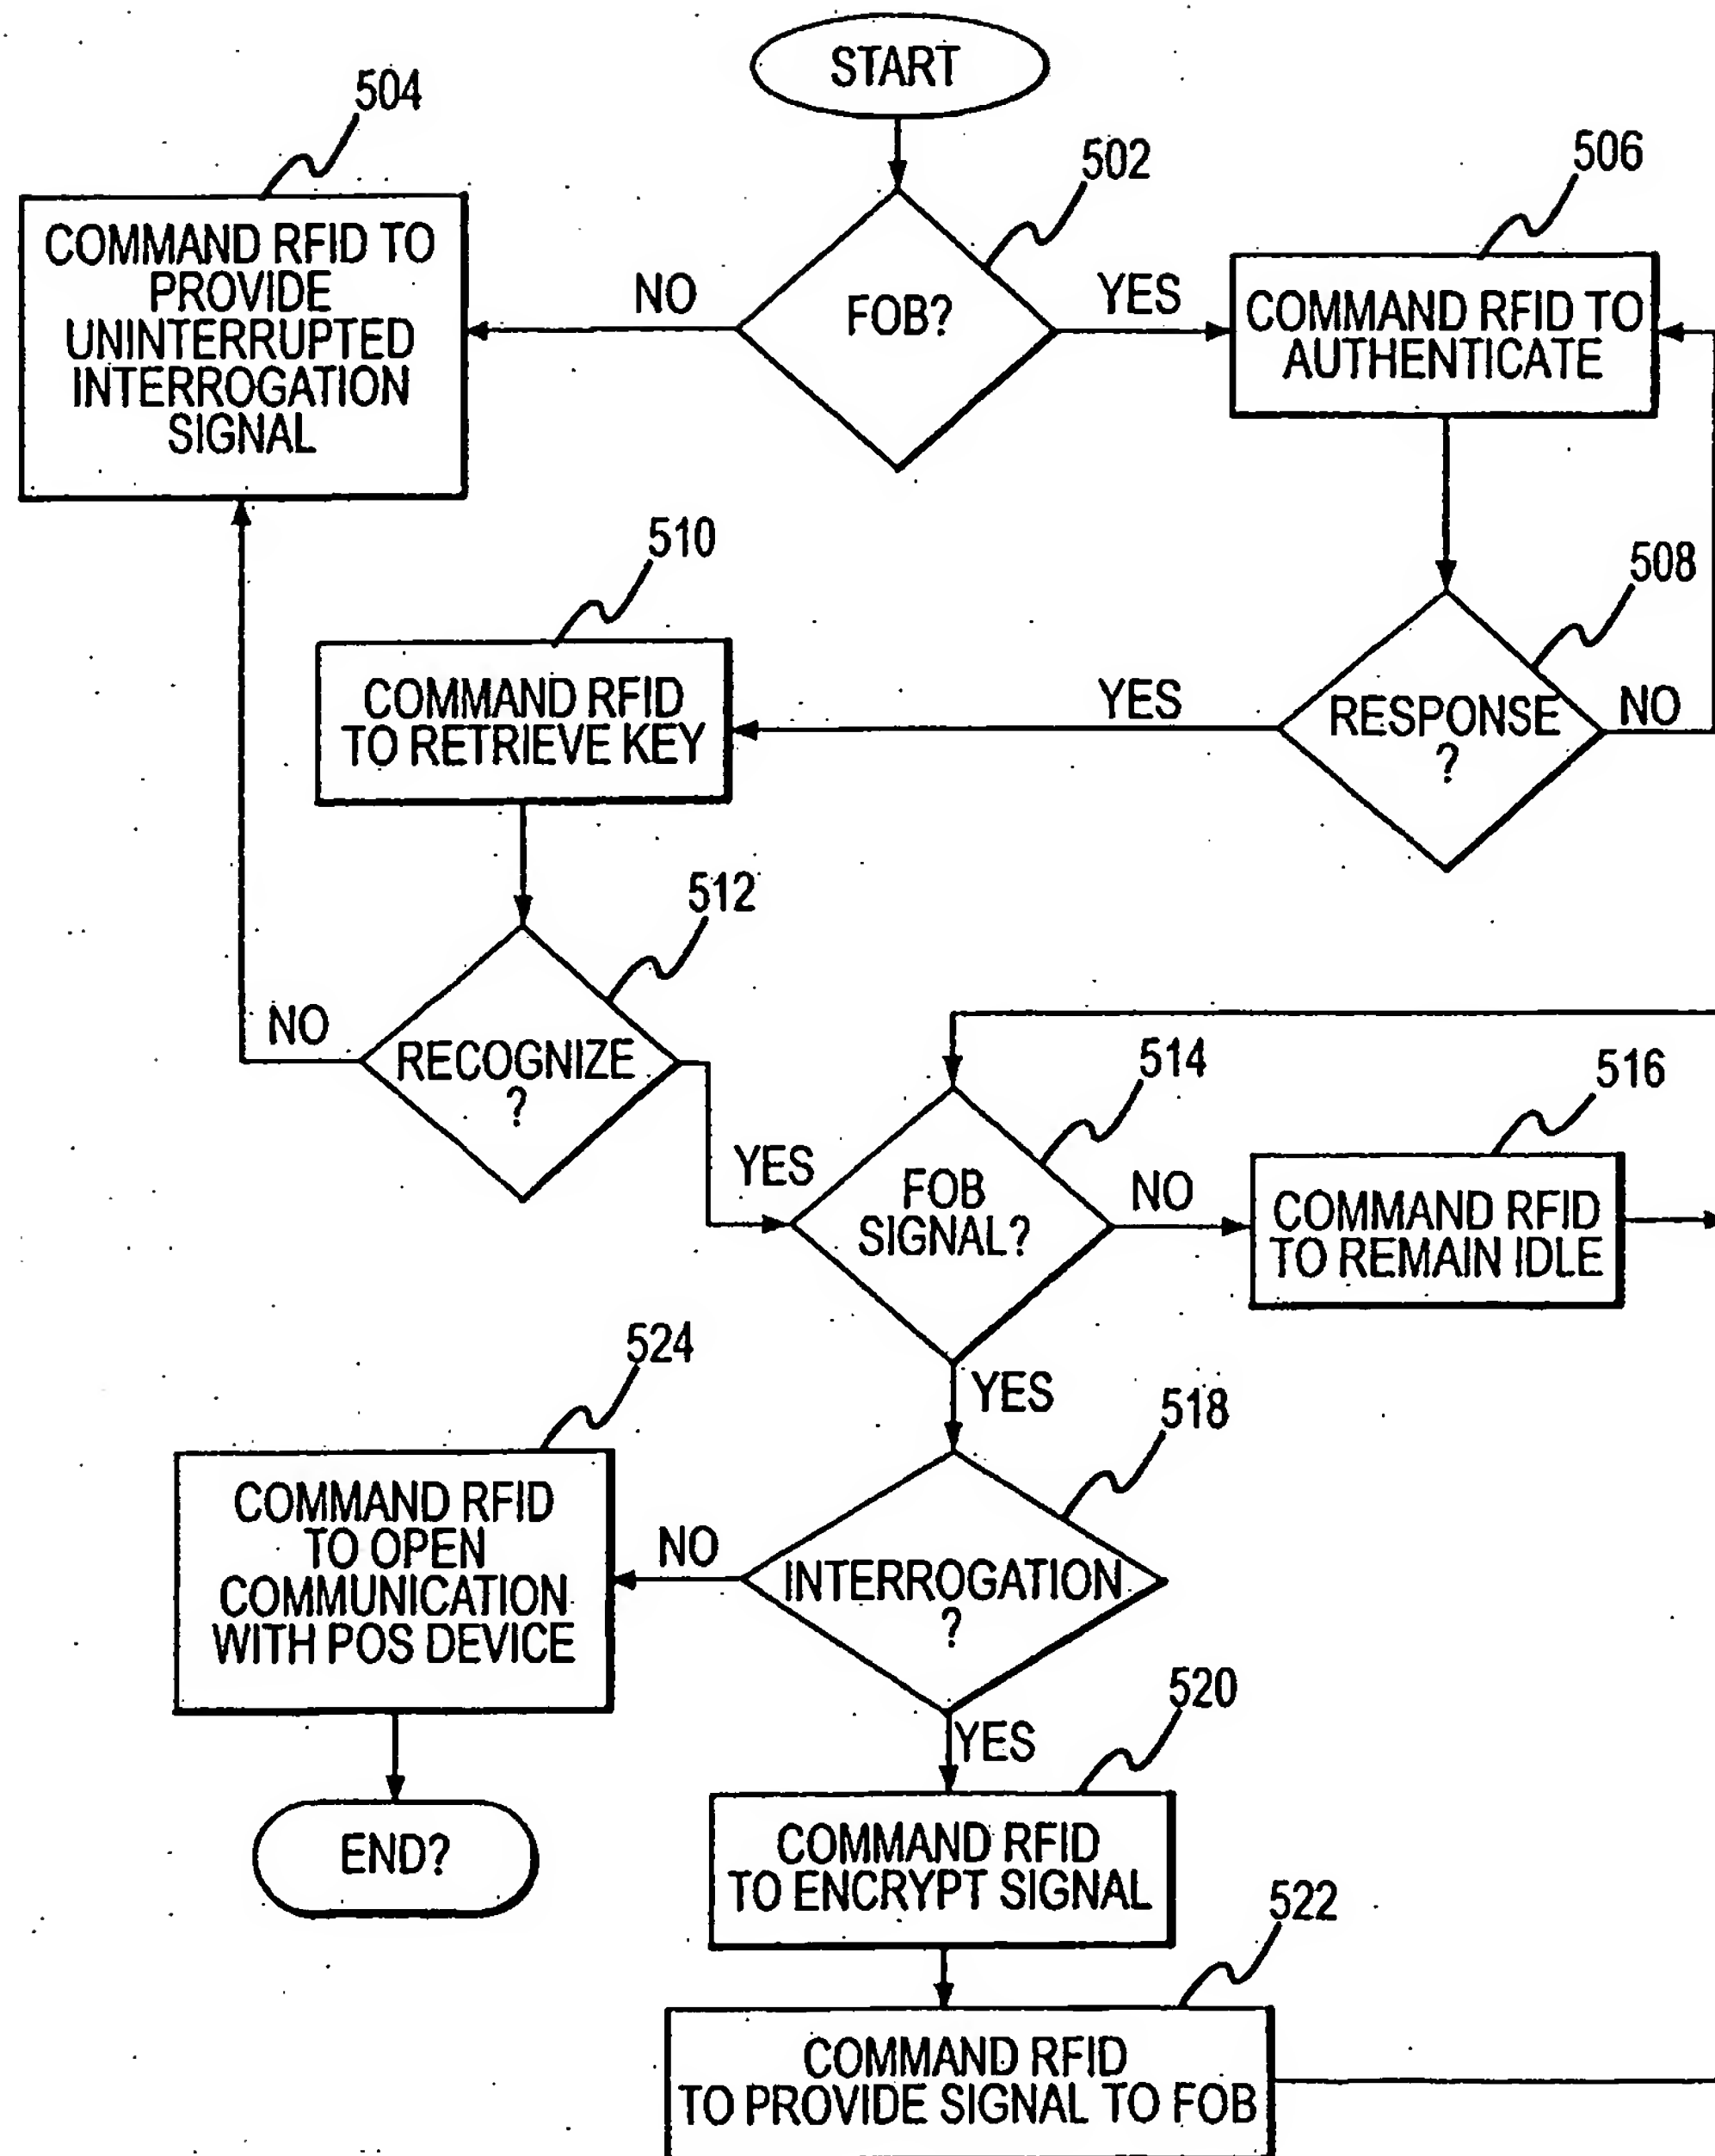 START
504
502
506
COMMAND RFID TO
PROVIDE
UNINTERRUPTED
INTERROGATION
SIGNAL
NO
FOB?
YES
COMMAND RFID TO
AUTHENTICATE
510
508
COMMAND RFID
TO RETRIEVE KEY
YES
RESPONSE
?
NO
512
NO
RECOGNIZE
?
YES
514
516
FOB
SIGNAL?
NO
COMMAND RFID
TO REMAIN IDLE
524
YES
518
COMMAND RFID
TO OPEN
COMMUNICATION
WITH POS DEVICE
NO
INTERROGATION
?
520
YES
END?
COMMAND RFID
TO ENCRYPT SIGNAL
522
COMMAND RFID
TO PROVIDE SIGNAL TO FOB